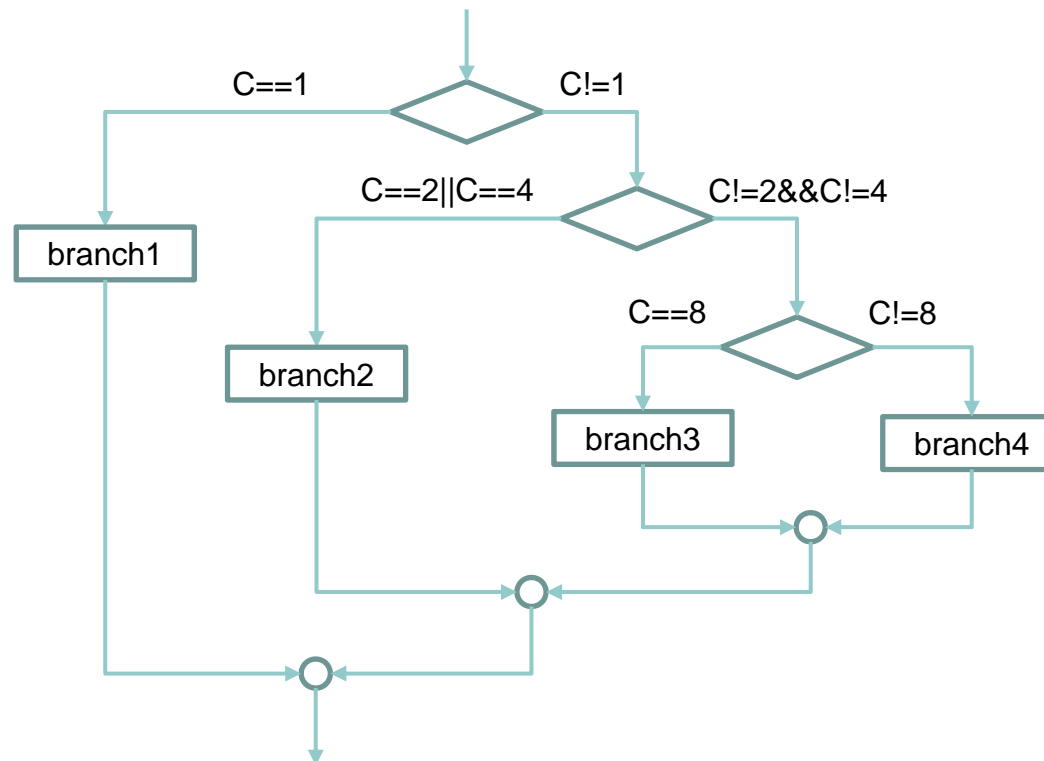 C==1
C!=1
C==2||C==4
C!=2&&C!=4
branch1
C==8
C!=8
branch2
branch3
branch4